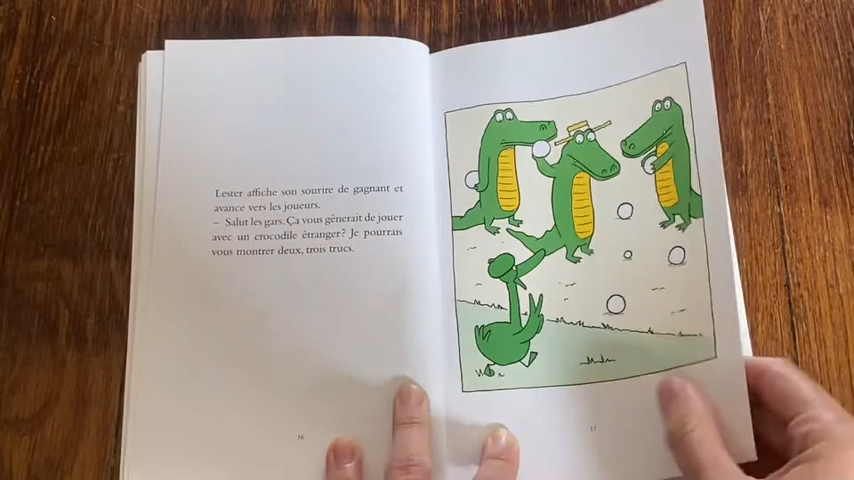 Lester affiche son sourire de gagnant et
avance vers les joueurs.
– Salut les gars. Ça vous gênerait de jouer
avec un crocodile étranger? Je pourrais
vous montrer deux, trois trucs.
16
17